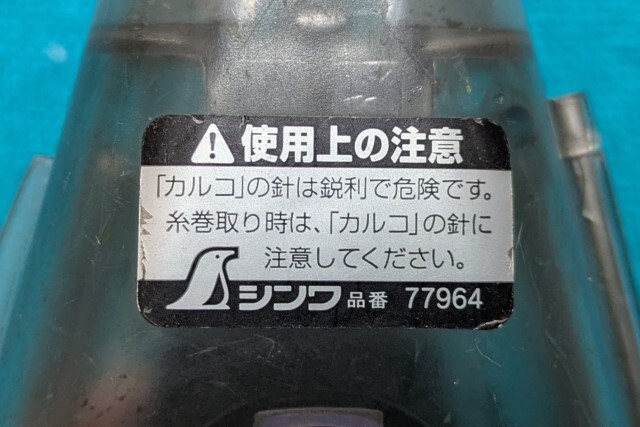 使用上の注意
「カルコ」の針は鋭利で危険です。
糸巻取り時は、「カルコ」の針に
注意してください。
シンワ 品番 77964